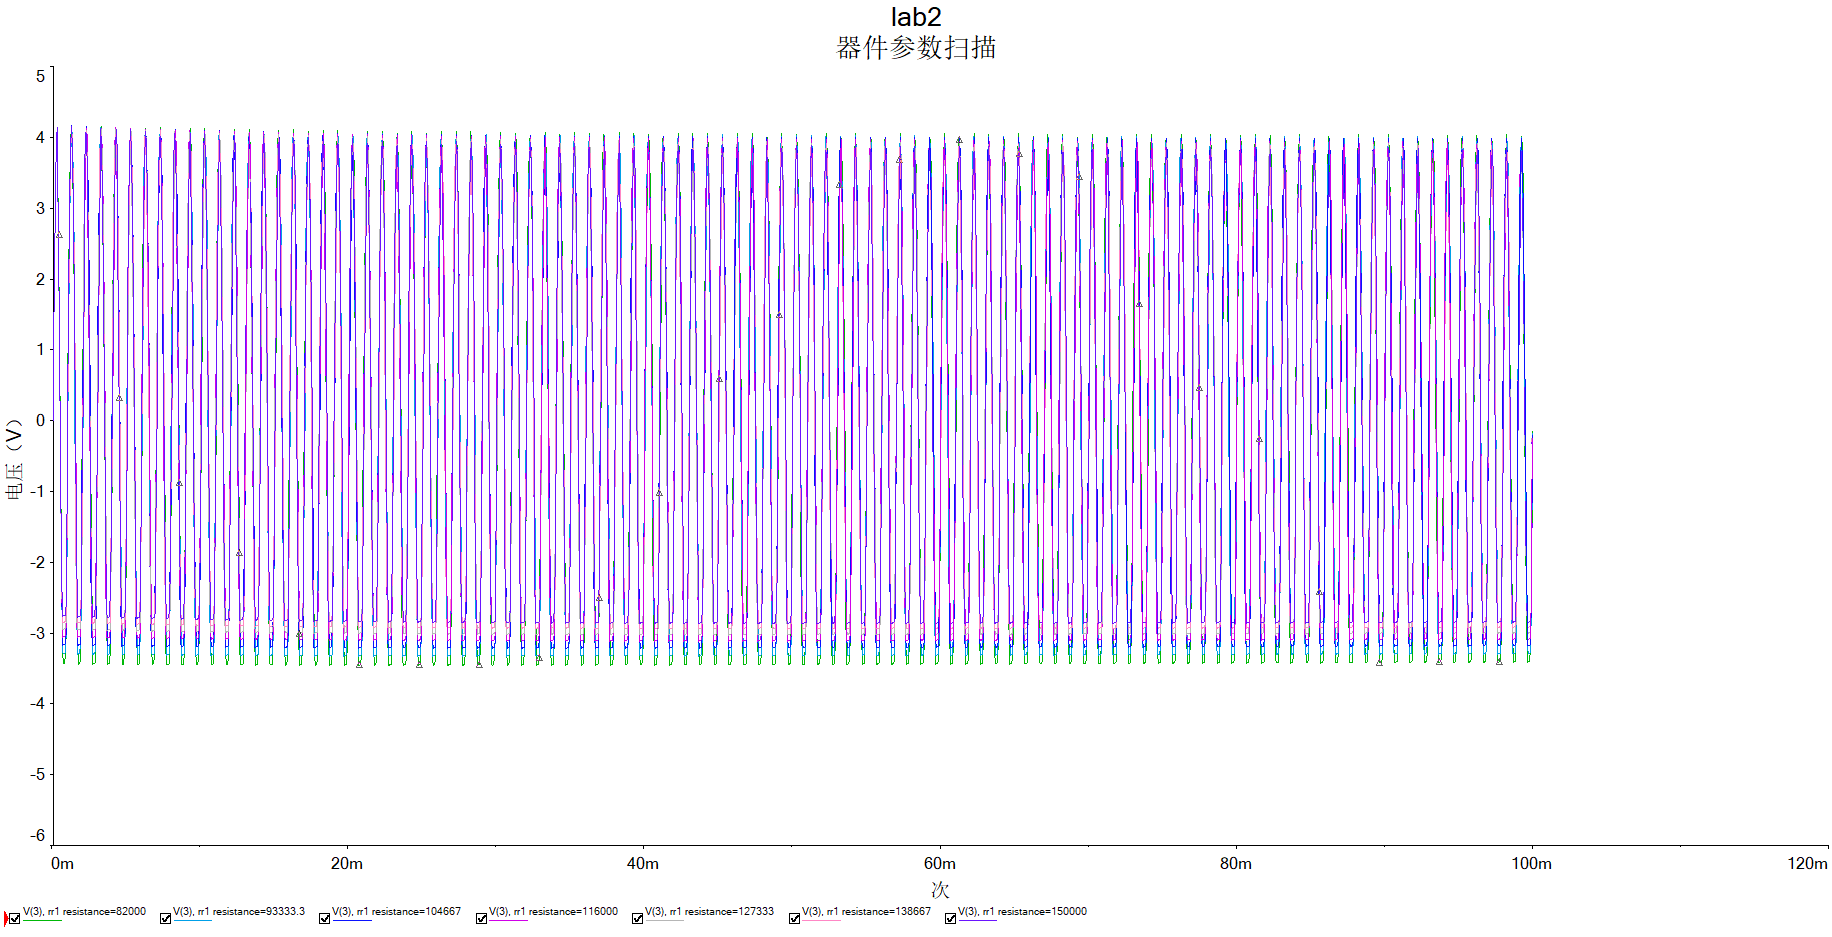 lab2
器件参数扫描
5
4
3
2
1
0
-1
-2
-3
-4
-5
-6
电压（V）
0m 20m 40m 60m 80m 100m 120m
次
V(3), rr1 resistance=82000 V(3), rr1 resistance=93333.3 V(3), rr1 resistance=104667 V(3), rr1 resistance=116000 V(3), rr1 resistance=127333 V(3), rr1 resistance=138667 V(3), rr1 resistance=150000